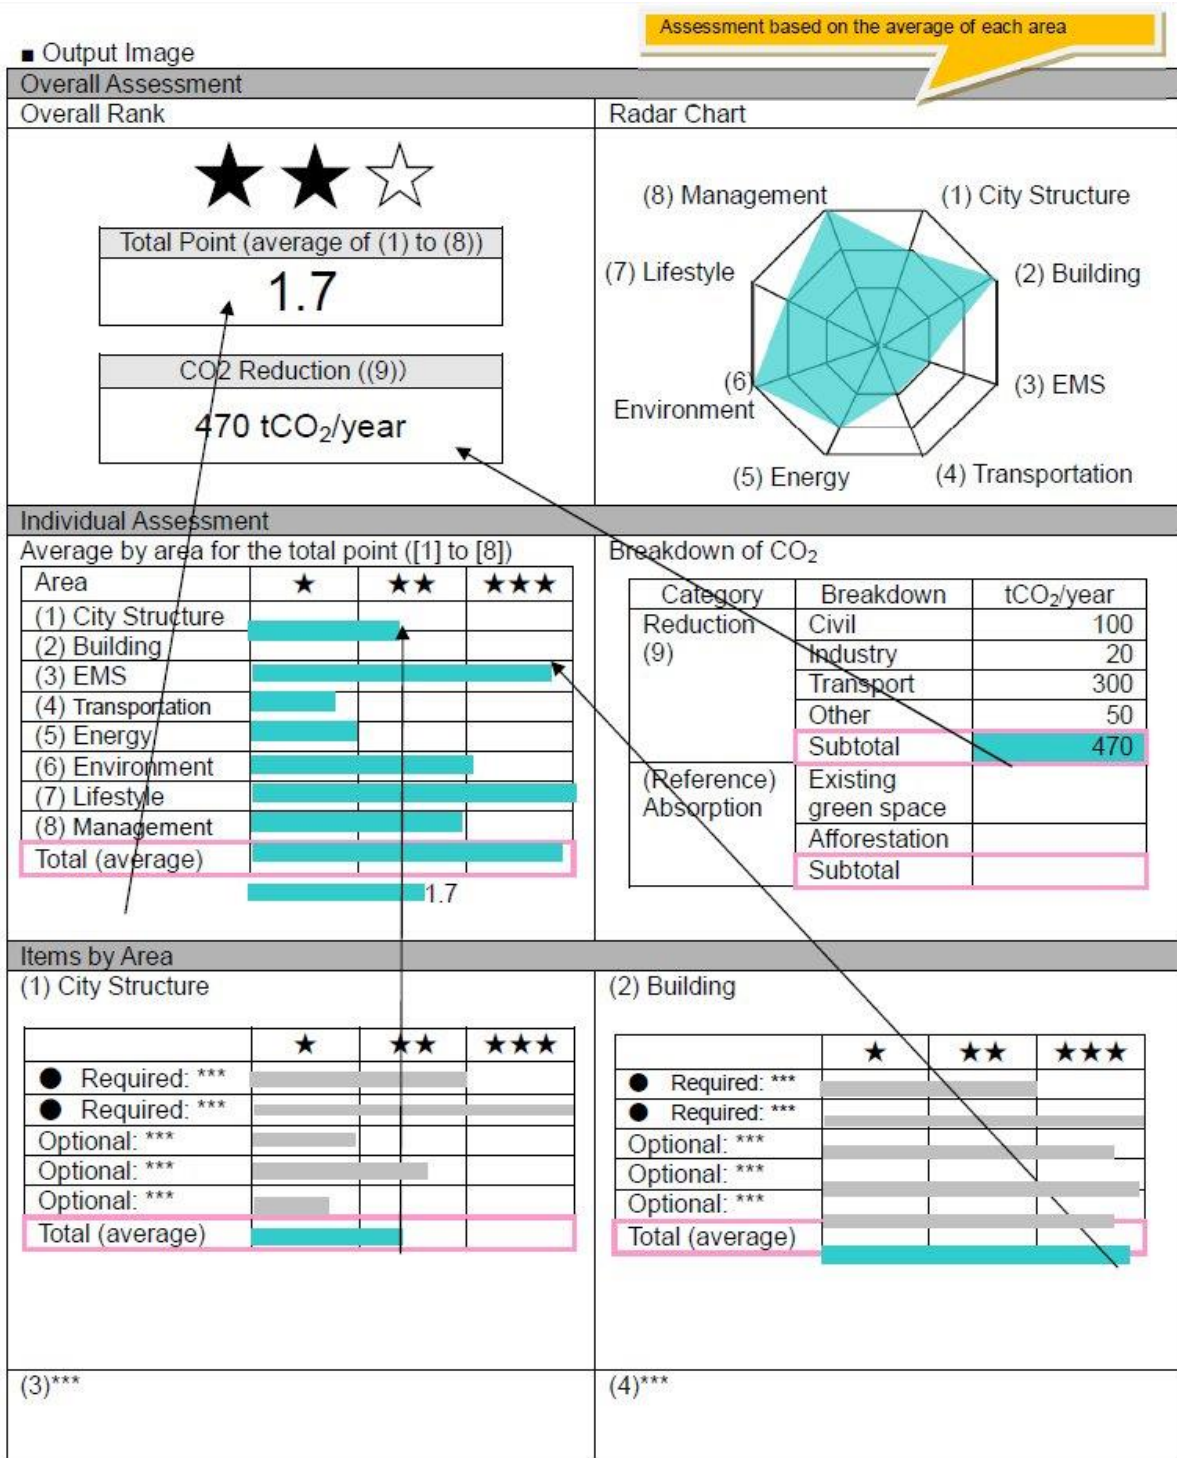 Assessment based on the average of each area
■ Output Image
Overall Assessment
Overall Rank
Radar Chart
★ ★ ☆
Total Point (average of (1) to (8))
1.7
CO2 Reduction ((9))
470 tCO₂/year
(8) Management
(1) City Structure
(7) Lifestyle
(2) Building
(6)
Environment
(3) EMS
(5) Energy
(4) Transportation
Individual Assessment
Average by area for the total point ([1] to [8])
Area ★ ★★ ★★★
(1) City Structure
(2) Building
(3) EMS
(4) Transportation
(5) Energy
(6) Environment
(7) Lifestyle
(8) Management
Total (average)
1.7
Breakdown of CO₂
Category Breakdown tCO₂/year
Reduction Civil 100
(9) Industry 20
Transport 300
Other 50
Subtotal 470
(Reference) Existing
Absorption green space
Afforestation
Subtotal
Items by Area
(1) City Structure
★ ★★ ★★★
● Required: ***
● Required: ***
Optional: ***
Optional: ***
Optional: ***
Total (average)
(2) Building
★ ★★ ★★★
● Required: ***
● Required: ***
Optional: ***
Optional: ***
Optional: ***
Total (average)
(3)***
(4)***